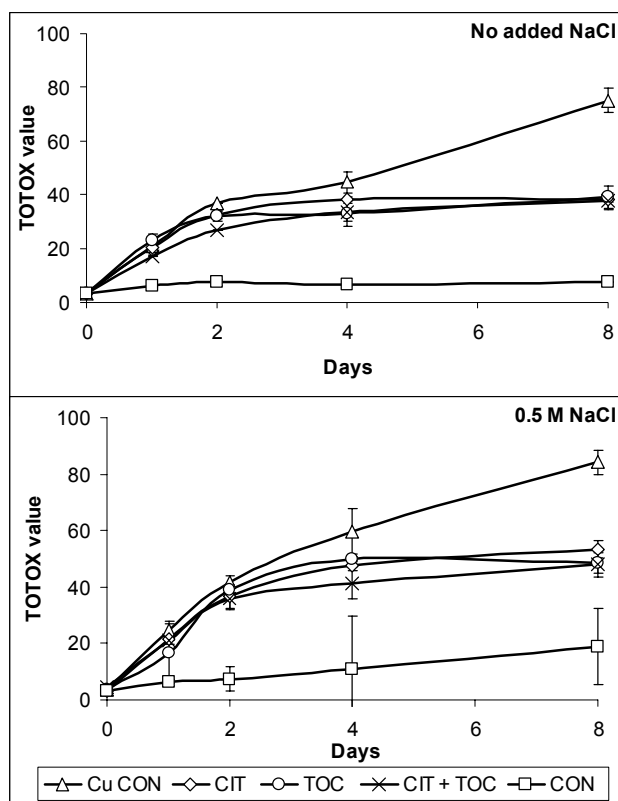 No added NaCl
100
80
60
40
20
0
TOTOX value
0 2 4 6 8
Days
0.5 M NaCl
100
80
60
40
20
0
TOTOX value
0 2 4 6 8
Days
Cu CON CIT TOC CIT + TOC CON